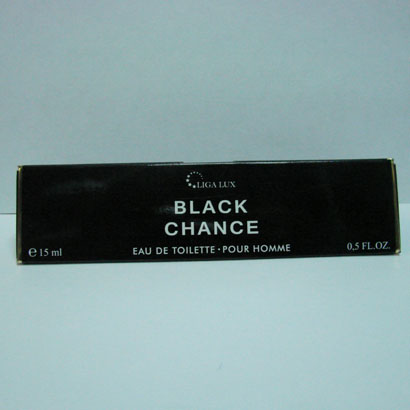 LIGA LUX
BLACK
CHANCE
EAU DE TOILETTE • POUR HOMME
℮ 15 ml
0,5 FL.OZ.